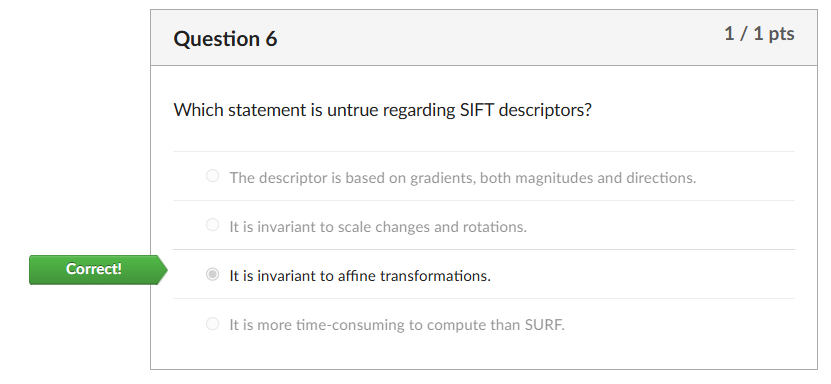 Question 6
1 / 1 pts
Which statement is untrue regarding SIFT descriptors?
The descriptor is based on gradients, both magnitudes and directions.
It is invariant to scale changes and rotations.
Correct!
It is invariant to affine transformations.
It is more time-consuming to compute than SURF.